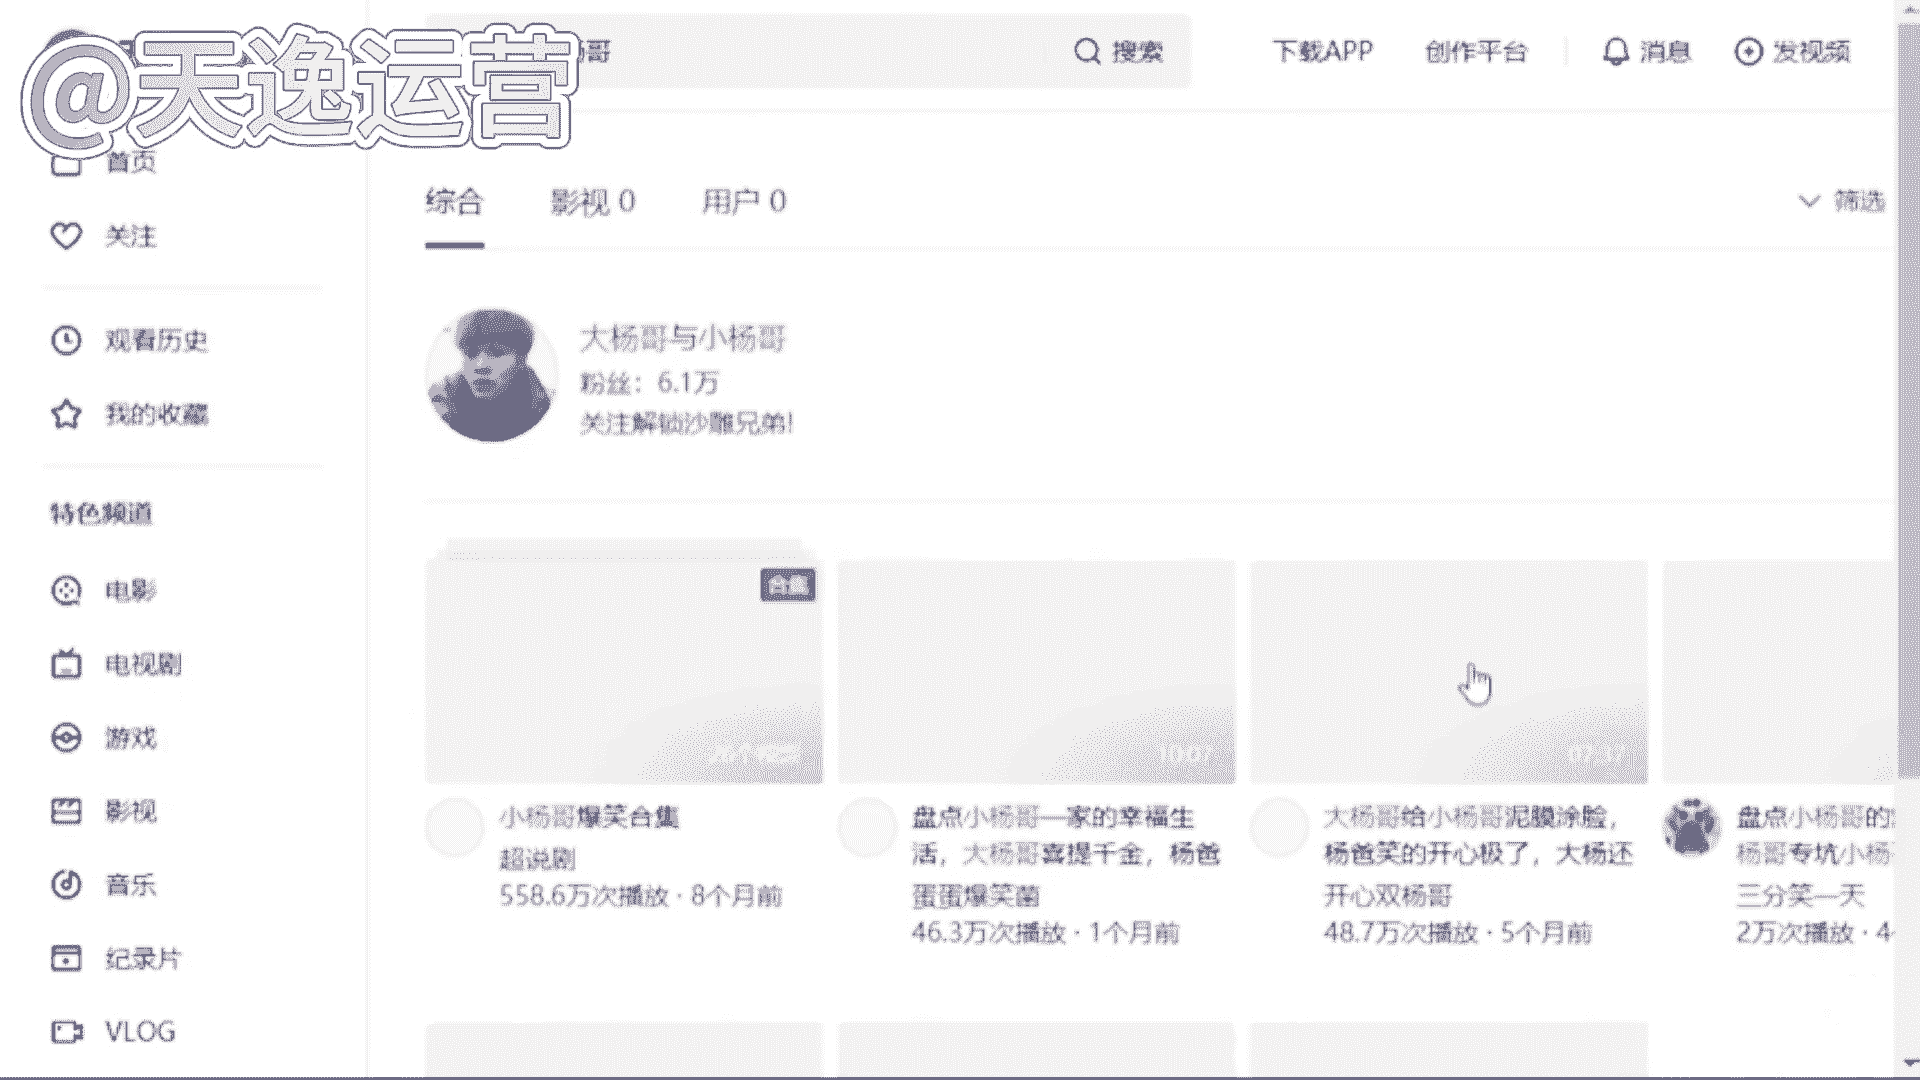 @天逸运营
哥
搜索
下载APP
创作平台
消息
发视频
首页
关注
观看历史
我的收藏
特色频道
电影
电视剧
游戏
影视
音乐
纪录片
VLOG
综合
影视 0
用户 0
筛选
大杨哥与小杨哥
粉丝：6.1万
关注解锁沙雕兄弟!
合集
小杨哥爆笑合集
超说剧
558.6万次播放 · 8个月前
10:07
盘点小杨哥一家的幸福生
活，大杨哥喜提千金，杨爸
蛋蛋爆笑菌
46.3万次播放 · 1个月前
07:37
大杨哥给小杨哥泥膜涂脸，
杨爸笑的开心极了，大杨还
开心双杨哥
48.7万次播放 · 5个月前
盘点小杨哥的
杨哥专坑小杨
三分笑一天
2万次播放 · 4